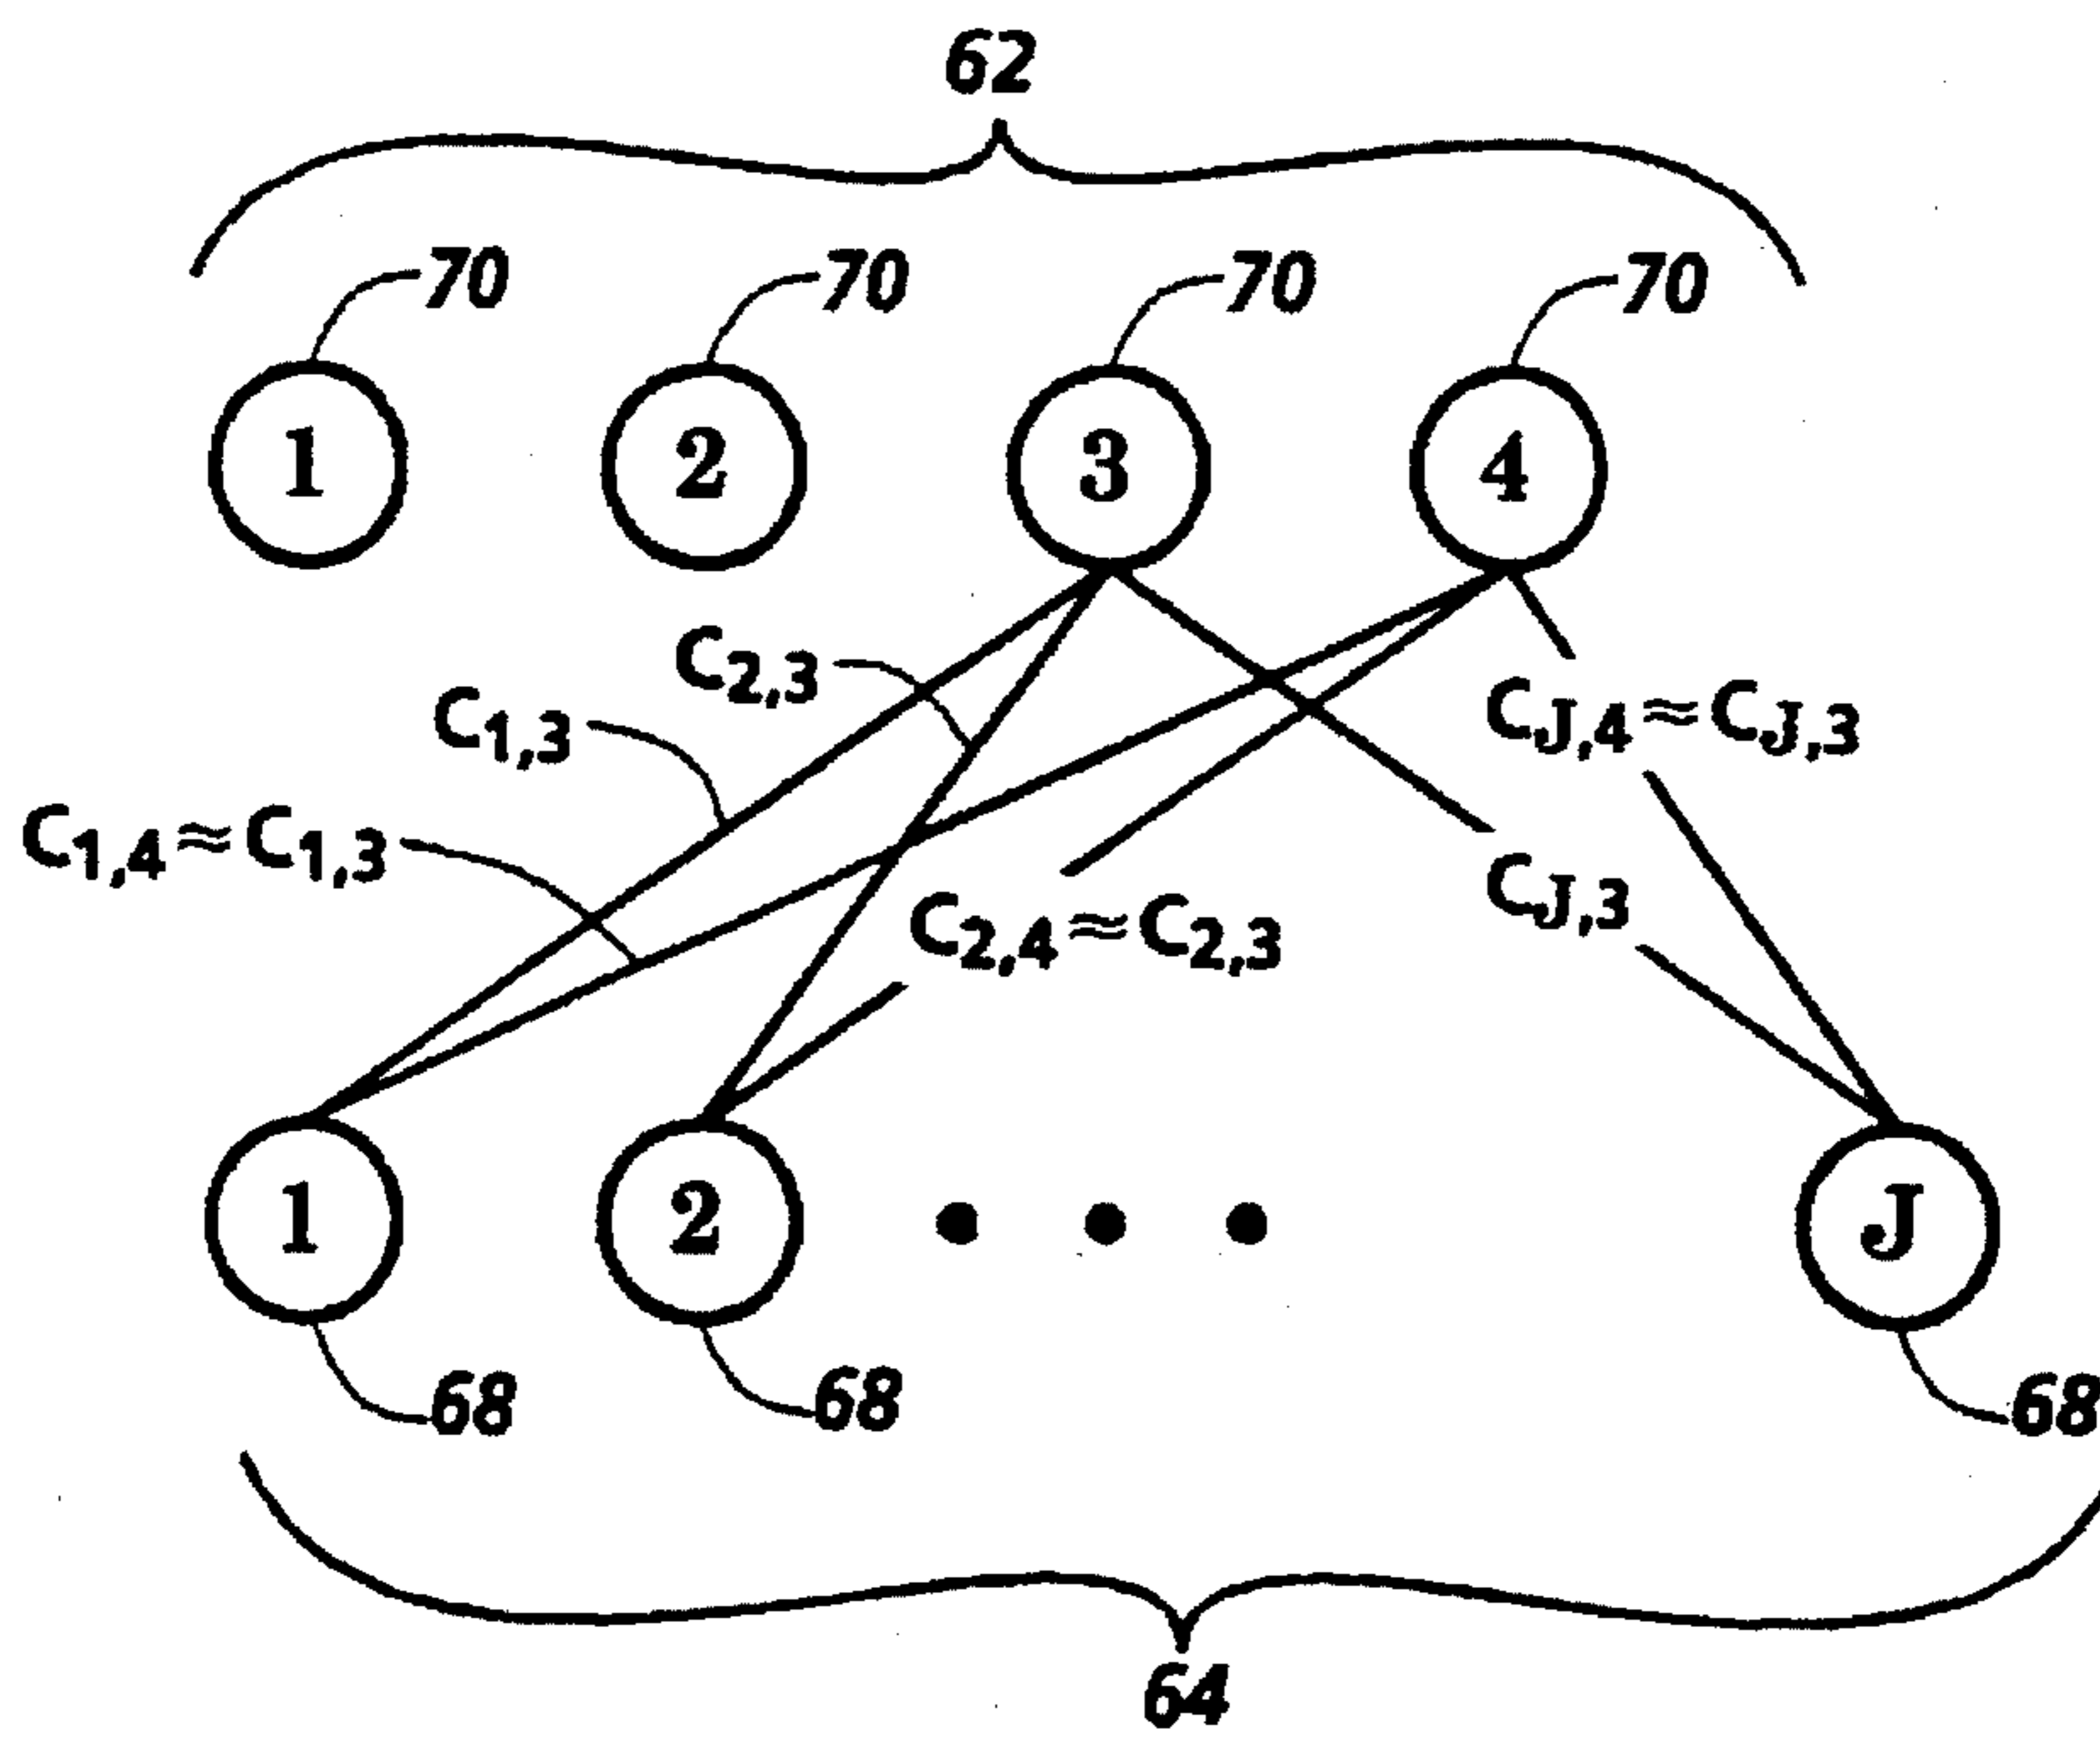 62
70 70 70 70
1 2 3 4
C2,3
C1,3
CJ,4≈CJ,3
C1,4≈C1,3
CJ,3
C2,4≈C2,3
1 2 • • • J
68 68 68
64